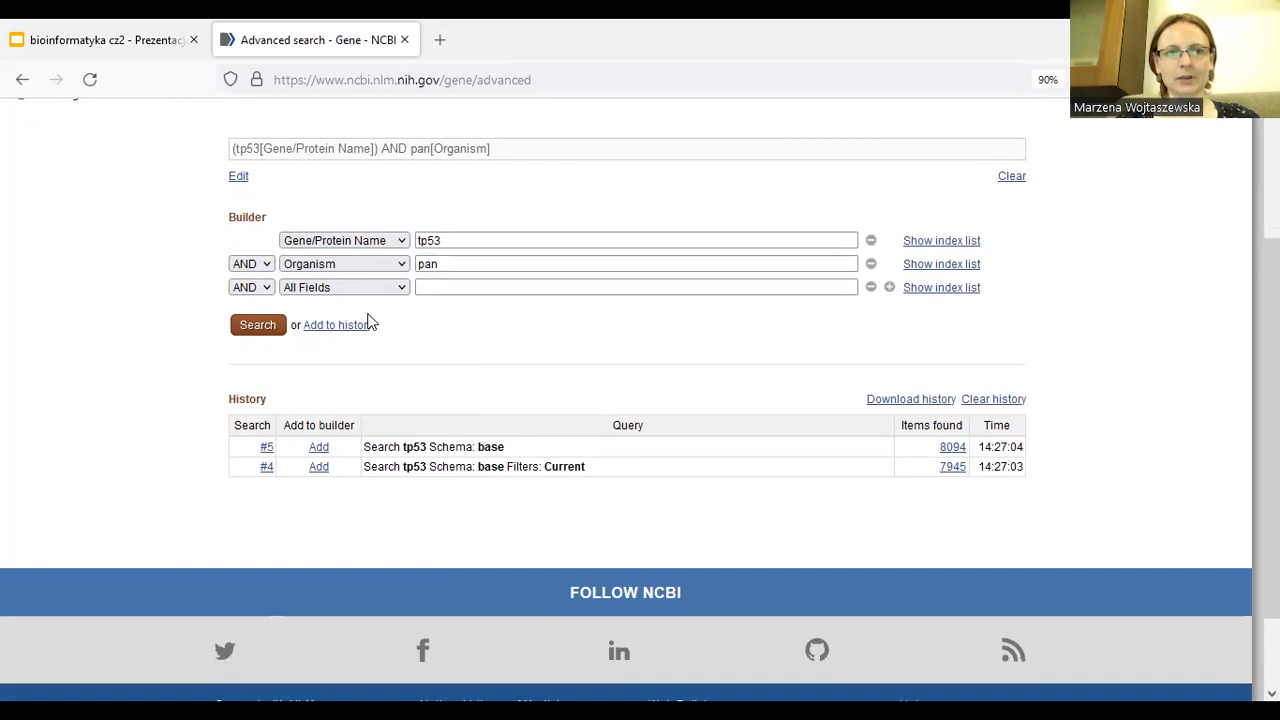 bioinformatyka cz2 - Prezentacj
Advanced search - Gene - NCBI
https://www.ncbi.nlm.nih.gov/gene/advanced
90%
Marzena Wojtaszewska
(tp53[Gene/Protein Name]) AND pan[Organism]
Edit
Clear
Builder
Gene/Protein Name tp53 Show index list
AND Organism pan Show index list
AND All Fields Show index list
Search or Add to history
History
Download history Clear history
Search Add to builder Query Items found Time
#5 Add Search tp53 Schema: base 8094 14:27:04
#4 Add Search tp53 Schema: base Filters: Current 7945 14:27:03
FOLLOW NCBI